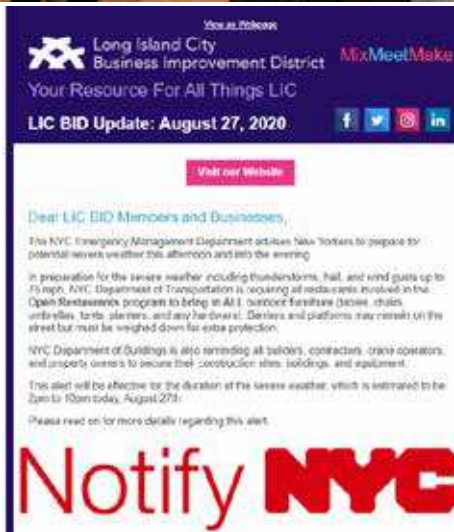 View as Webpage
Long Island City
Business Improvement District
MixMeetMake
Your Resource For All Things LIC
LIC BID Update: August 27, 2020
Visit our Website
Dear LIC BID Members and Businesses,
The NYC Emergency Management Department advises New Yorkers to prepare for
potential severe weather this afternoon and into the evening.
In preparation for the severe weather including thunderstorms, hail, and wind gusts up to
75 mph, NYC Department of Transportation is requiring all restaurants involved in the
Open Restaurants program to bring in ALL outdoor furniture (tables, chairs,
umbrellas, tents, planters, and any hardware). Barriers and platforms may remain on the
street but must be weighed down for extra protection.
NYC Department of Buildings is also reminding all builders, contractors, crane operators,
and property owners to secure their construction sites, buildings, and equipment.
This alert will be effective for the duration of the severe weather, which is estimated to be
2pm to 10pm today, August 27th.
Please read on for more details regarding this alert.
Notify NYC